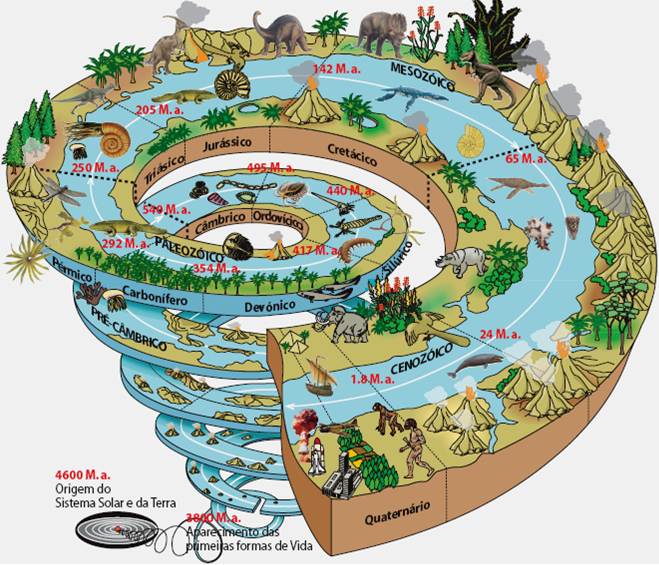 142 M. a.
MESOZÓICO
205 M. a.
Jurássico
Triásico
Cretácico
250 M. a.
65 M. a.
495 M. a.
440 M. a.
540 M. a.
Câmbrico
Ordovícico
PALEOZÓICO
292 M. a.
417 M. a.
354 M. a.
Silúrico
Pérmico
Carbonífero
Devónico
PRÉ-CÂMBRICO
24 M. a.
CENOZÓICO
1.8 M. a.
Quaternário
4600 M. a.
Origem do
Sistema Solar e da Terra
3800 M. a.
Aparecimento das
primeiras formas de Vida